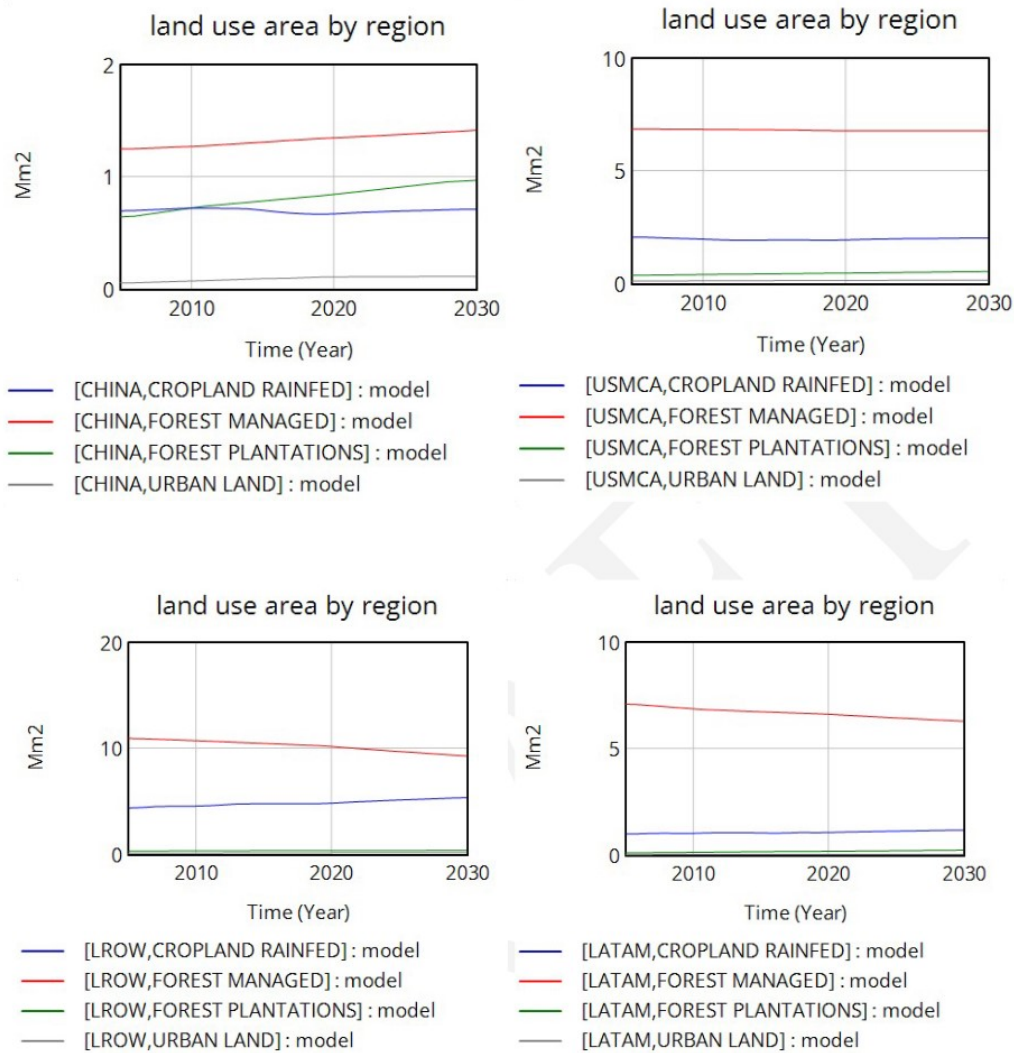 land use area by region
2
1
0
Mm2
2010 2020 2030
Time (Year)
[CHINA,CROPLAND RAINFED] : model
[CHINA,FOREST MANAGED] : model
[CHINA,FOREST PLANTATIONS] : model
[CHINA,URBAN LAND] : model
land use area by region
10
5
0
Mm2
2010 2020 2030
Time (Year)
[USMCA,CROPLAND RAINFED] : model
[USMCA,FOREST MANAGED] : model
[USMCA,FOREST PLANTATIONS] : model
[USMCA,URBAN LAND] : model
land use area by region
20
10
0
Mm2
2010 2020 2030
Time (Year)
[LROW,CROPLAND RAINFED] : model
[LROW,FOREST MANAGED] : model
[LROW,FOREST PLANTATIONS] : model
[LROW,URBAN LAND] : model
land use area by region
10
5
0
Mm2
2010 2020 2030
Time (Year)
[LATAM,CROPLAND RAINFED] : model
[LATAM,FOREST MANAGED] : model
[LATAM,FOREST PLANTATIONS] : model
[LATAM,URBAN LAND] : model